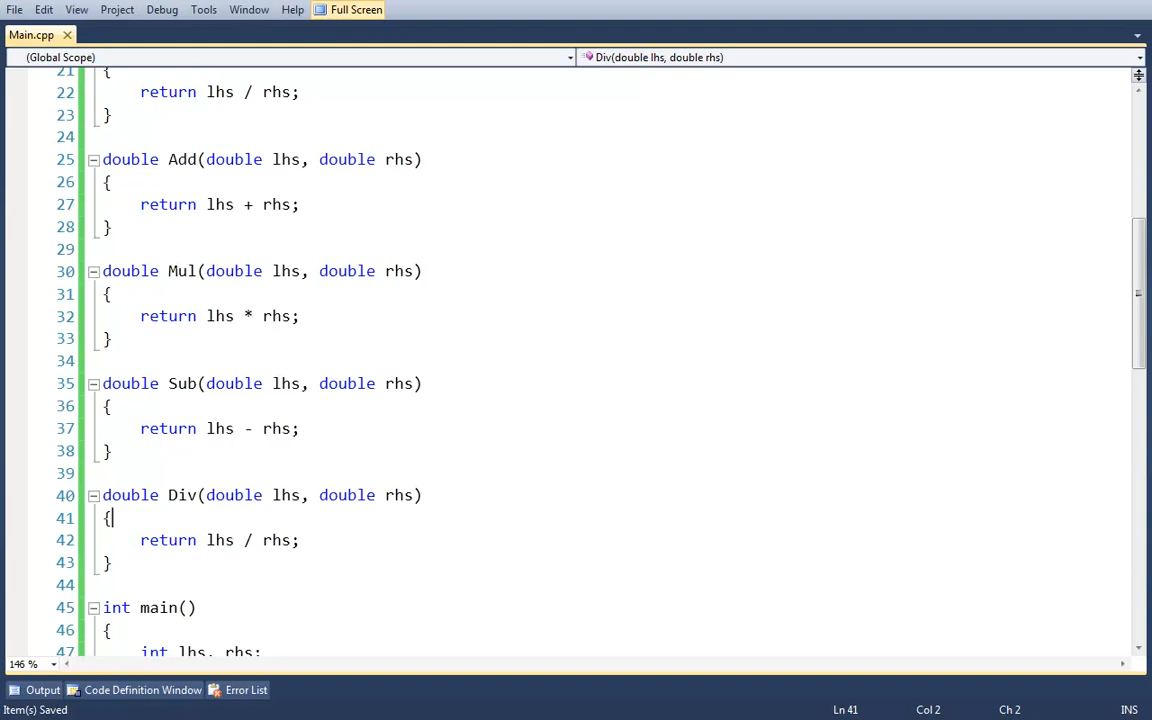 File Edit View Project Debug Tools Window Help Full Screen
Main.cpp
(Global Scope) Div(double lhs, double rhs)
21 {
22 return lhs / rhs;
23 }
24
25 double Add(double lhs, double rhs)
26 {
27 return lhs + rhs;
28 }
29
30 double Mul(double lhs, double rhs)
31 {
32 return lhs * rhs;
33 }
34
35 double Sub(double lhs, double rhs)
36 {
37 return lhs - rhs;
38 }
39
40 double Div(double lhs, double rhs)
41 {
42 return lhs / rhs;
43 }
44
45 int main()
46 {
47 int lhs, rhs;
146 %
Output Code Definition Window Error List
Item(s) Saved Ln 41 Col 2 Ch 2 INS